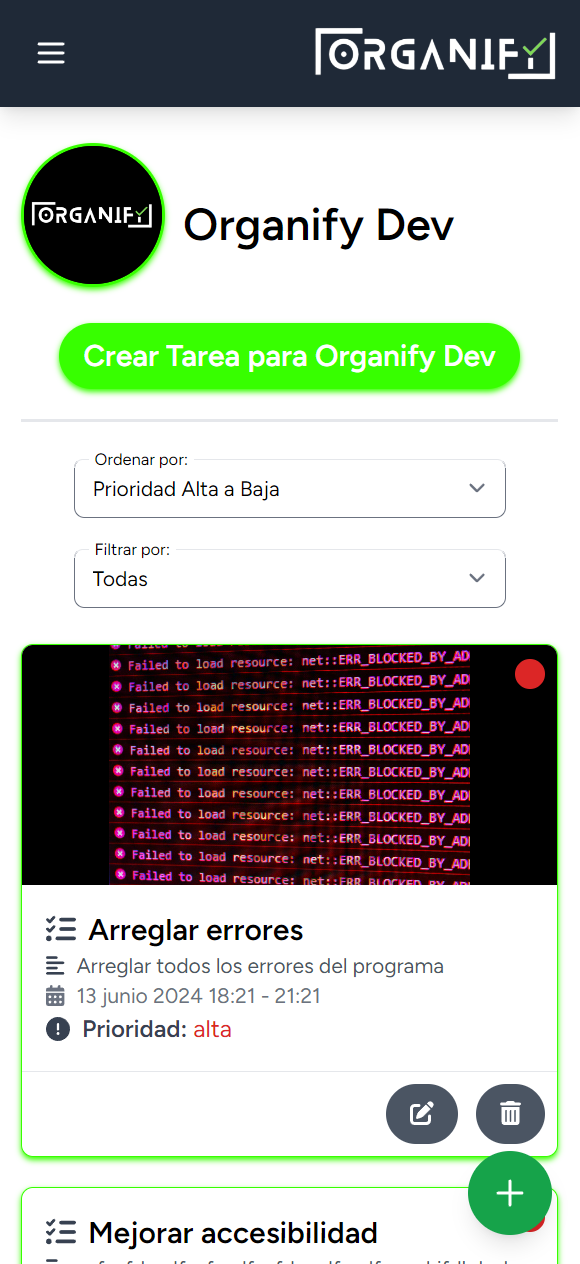 ORGANIFY
ORGANIFY
Organify Dev
Crear Tarea para Organify Dev
Ordenar por:
Prioridad Alta a Baja
Filtrar por:
Todas
Failed to load resource: net::ERR_BLOCKED_BY_AD
Failed to load resource: net::ERR_BLOCKED_BY_AD
Failed to load resource: net::ERR_BLOCKED_BY_AD
Failed to load resource: net::ERR_BLOCKED_BY_AD
Failed to load resource: net::ERR_BLOCKED_BY_AD
Failed to load resource: net::ERR_BLOCKED_BY_AD
Failed to load resource: net::ERR_BLOCKED_BY_AD
Failed to load resource: net::ERR_BLOCKED_BY_AD
Failed to load resource: net::ERR_BLOCKED_BY_AD
Failed to load resource: net::ERR_BLOCKED_BY_AD
Failed to load resource: net::ERR_BLOCKED_BY_AD
Arreglar errores
Arreglar todos los errores del programa
13 junio 2024 18:21 - 21:21
Prioridad: alta
Mejorar accesibilidad